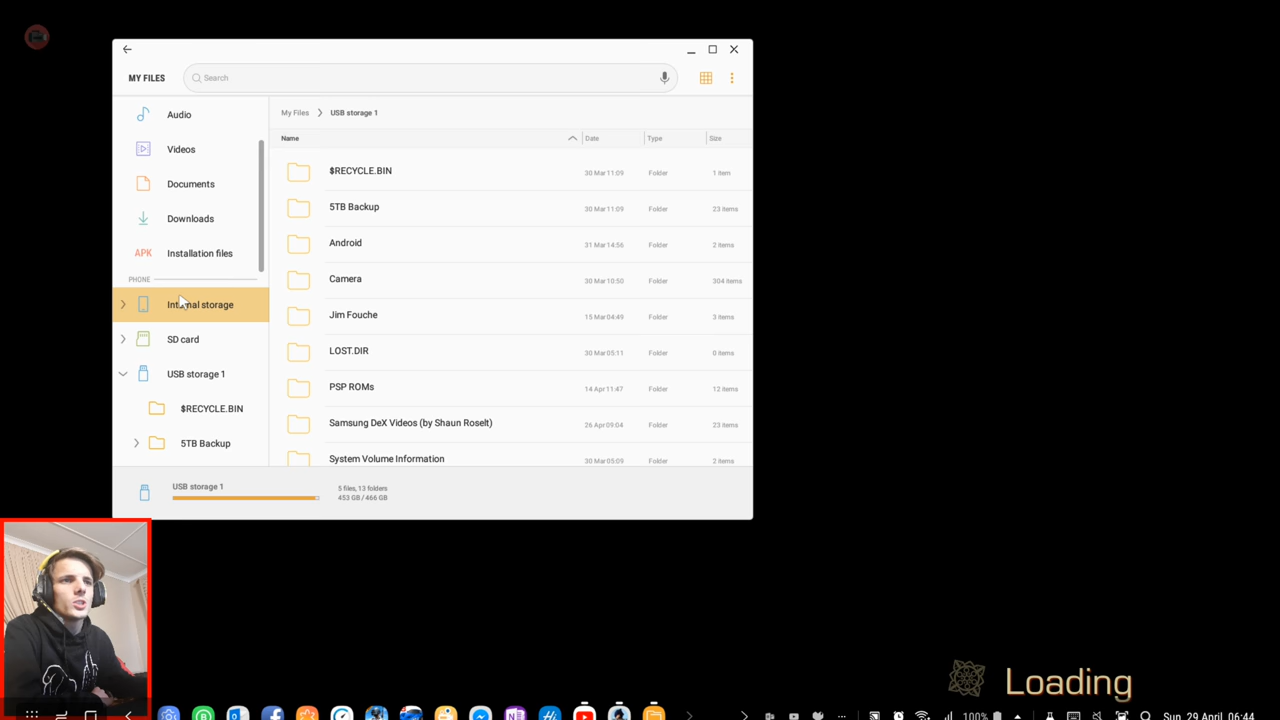 MY FILES
Search
Audio
Videos
Documents
Downloads
APK Installation files
PHONE
Internal storage
SD card
USB storage 1
$RECYCLE.BIN
5TB Backup
My Files > USB storage 1
Name Date Type Size
$RECYCLE.BIN 30 Mar 11:09 Folder 1 item
5TB Backup 30 Mar 11:09 Folder 23 items
Android 31 Mar 14:56 Folder 2 items
Camera 30 Mar 10:50 Folder 304 items
Jim Fouche 15 Mar 04:49 Folder 3 items
LOST.DIR 30 Mar 05:11 Folder 0 items
PSP ROMs 14 Apr 11:47 Folder 12 items
Samsung DeX Videos (by Shaun Roselt) 26 Apr 09:04 Folder 23 items
System Volume Information 30 Mar 05:09 Folder 2 items
USB storage 1
5 files, 13 folders
453 GB / 466 GB
Loading
100%
Sun, 29 April, 06:44